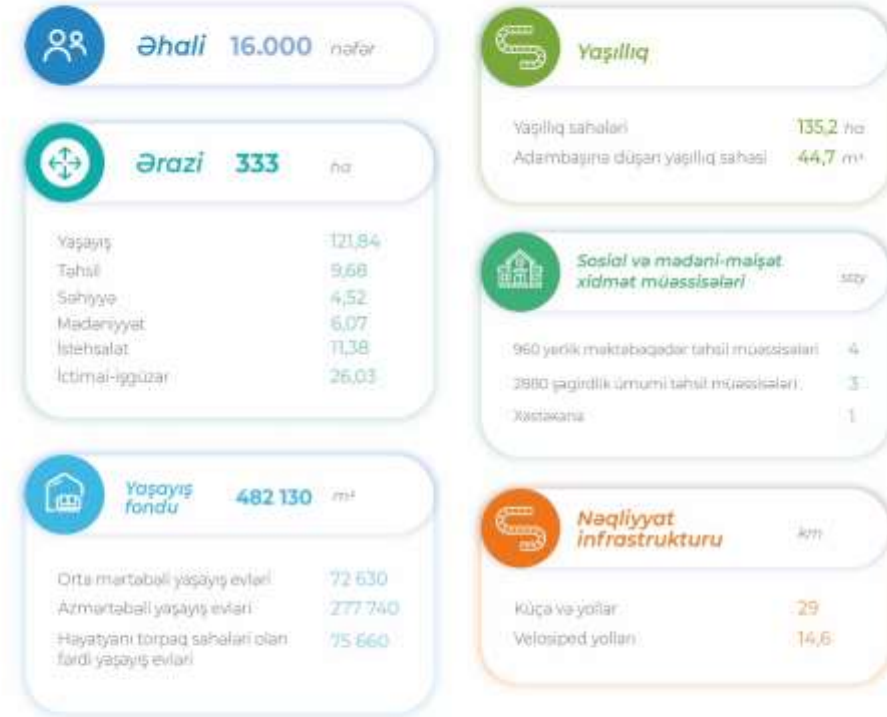 Əhali 16.000 nəfər
Ərazi 333 ha
Yaşayış 121,84
Təhsil 9,68
Səhiyyə 4,52
Mədəniyyət 6,07
İstehsalat 11,38
İctimai-işgüzar 26,03
Yaşayış
fondu 482 130 m²
Orta mərtəbəli yaşayış evləri 72 630
Azmərtəbəli yaşayış evləri 277 740
Həyətyanı torpaq sahələri olan
fərdi yaşayış evləri 75 660
Yaşıllıq
Yaşıllıq sahələri 135,2 ha
Adambaşına düşən yaşıllıq sahəsi 44,7 m²
Sosial və mədəni-məişət
xidmət müəssisələri
960 yerlik məktəbəqədər təhsil müəssisələri 4
2980 şagirdlik ümumi təhsil müəssisələri 3
Xəstəxana 1
Nəqliyyat
infrastrukturu km
Küçə və yollar 29
Velosiped yolları 14,6